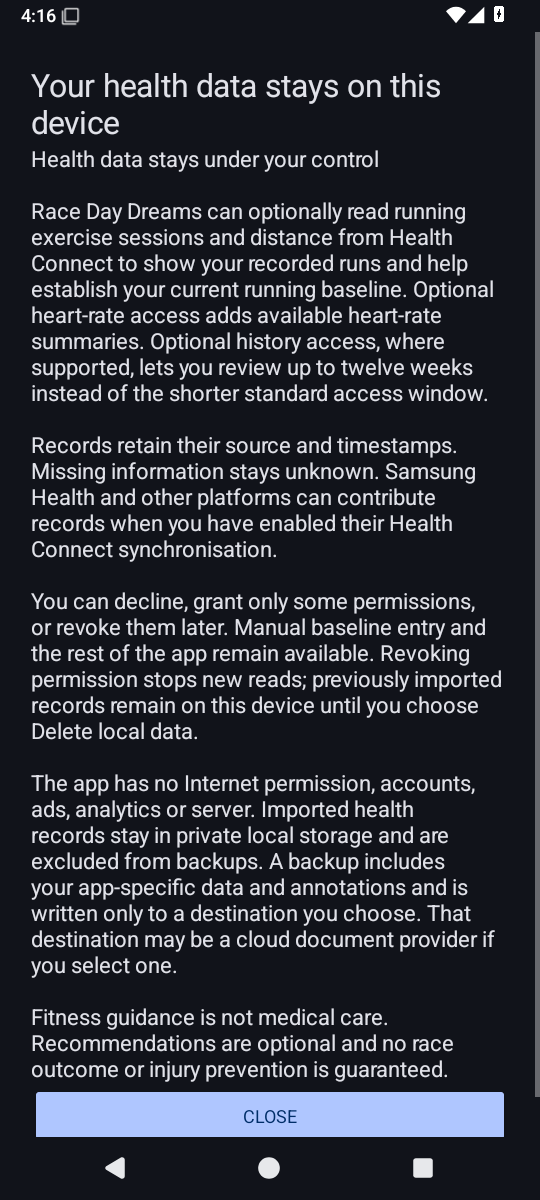 4:16
Your health data stays on this
device
Health data stays under your control
Race Day Dreams can optionally read running
exercise sessions and distance from Health
Connect to show your recorded runs and help
establish your current running baseline. Optional
heart-rate access adds available heart-rate
summaries. Optional history access, where
supported, lets you review up to twelve weeks
instead of the shorter standard access window.
Records retain their source and timestamps.
Missing information stays unknown. Samsung
Health and other platforms can contribute
records when you have enabled their Health
Connect synchronisation.
You can decline, grant only some permissions,
or revoke them later. Manual baseline entry and
the rest of the app remain available. Revoking
permission stops new reads; previously imported
records remain on this device until you choose
Delete local data.
The app has no Internet permission, accounts,
ads, analytics or server. Imported health
records stay in private local storage and are
excluded from backups. A backup includes
your app-specific data and annotations and is
written only to a destination you choose. That
destination may be a cloud document provider if
you select one.
Fitness guidance is not medical care.
Recommendations are optional and no race
outcome or injury prevention is guaranteed.
CLOSE